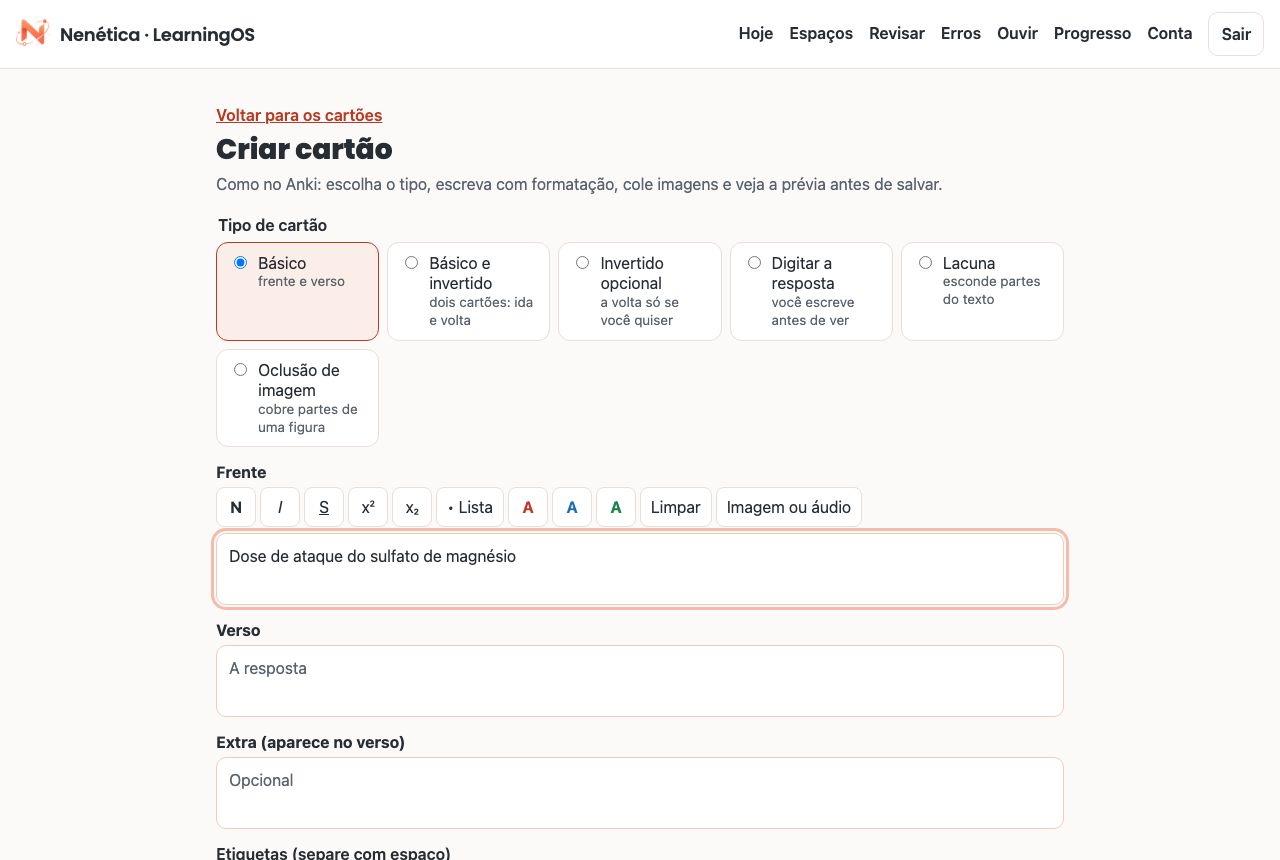 Nenética · LearningOS
Hoje Espaços Revisar Erros Ouvir Progresso Conta Sair
Voltar para os cartões
Criar cartão
Como no Anki: escolha o tipo, escreva com formatação, cole imagens e veja a prévia antes de salvar.
Tipo de cartão
Básico
frente e verso
Básico e
invertido
dois cartões: ida
e volta
Invertido
opcional
a volta só se
você quiser
Digitar a
resposta
você escreve
antes de ver
Lacuna
esconde partes
do texto
Oclusão de
imagem
cobre partes de
uma figura
Frente
N I S x² x₂ • Lista A A A Limpar Imagem ou áudio
Dose de ataque do sulfato de magnésio
Verso
A resposta
Extra (aparece no verso)
Opcional
Etiquetas (separe com espaço)